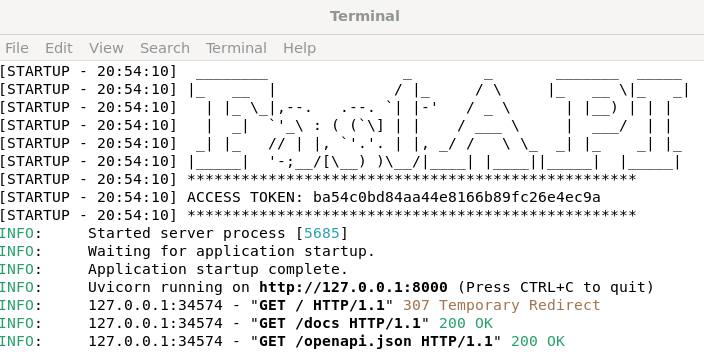 Terminal
File Edit View Search Terminal Help
[STARTUP - 20:54:10]  ________               _        _       _______  _____
[STARTUP - 20:54:10] |_   __  |             / |_     / \     |_   __ \|_   _|
[STARTUP - 20:54:10]   | |_ \_|,--.   .--. `| |-'   / _ \      | |__) | | |
[STARTUP - 20:54:10]   |  _|  `'_\ : ( (`\] | |    / ___ \     |  ___/  | |
[STARTUP - 20:54:10]  _| |_   // | |, `'.'. | |, _/ /   \ \_  _| |_    _| |_
[STARTUP - 20:54:10] |_____|  '-;__/[\__) )\__/|____| |____||_____|  |_____|
[STARTUP - 20:54:10] **************************************************
[STARTUP - 20:54:10] ACCESS TOKEN: ba54c0bd84aa44e8166b89fc26e4ec9a
[STARTUP - 20:54:10] **************************************************
INFO:     Started server process [5685]
INFO:     Waiting for application startup.
INFO:     Application startup complete.
INFO:     Uvicorn running on http://127.0.0.1:8000 (Press CTRL+C to quit)
INFO:     127.0.0.1:34574 - "GET / HTTP/1.1" 307 Temporary Redirect
INFO:     127.0.0.1:34574 - "GET /docs HTTP/1.1" 200 OK
INFO:     127.0.0.1:34574 - "GET /openapi.json HTTP/1.1" 200 OK